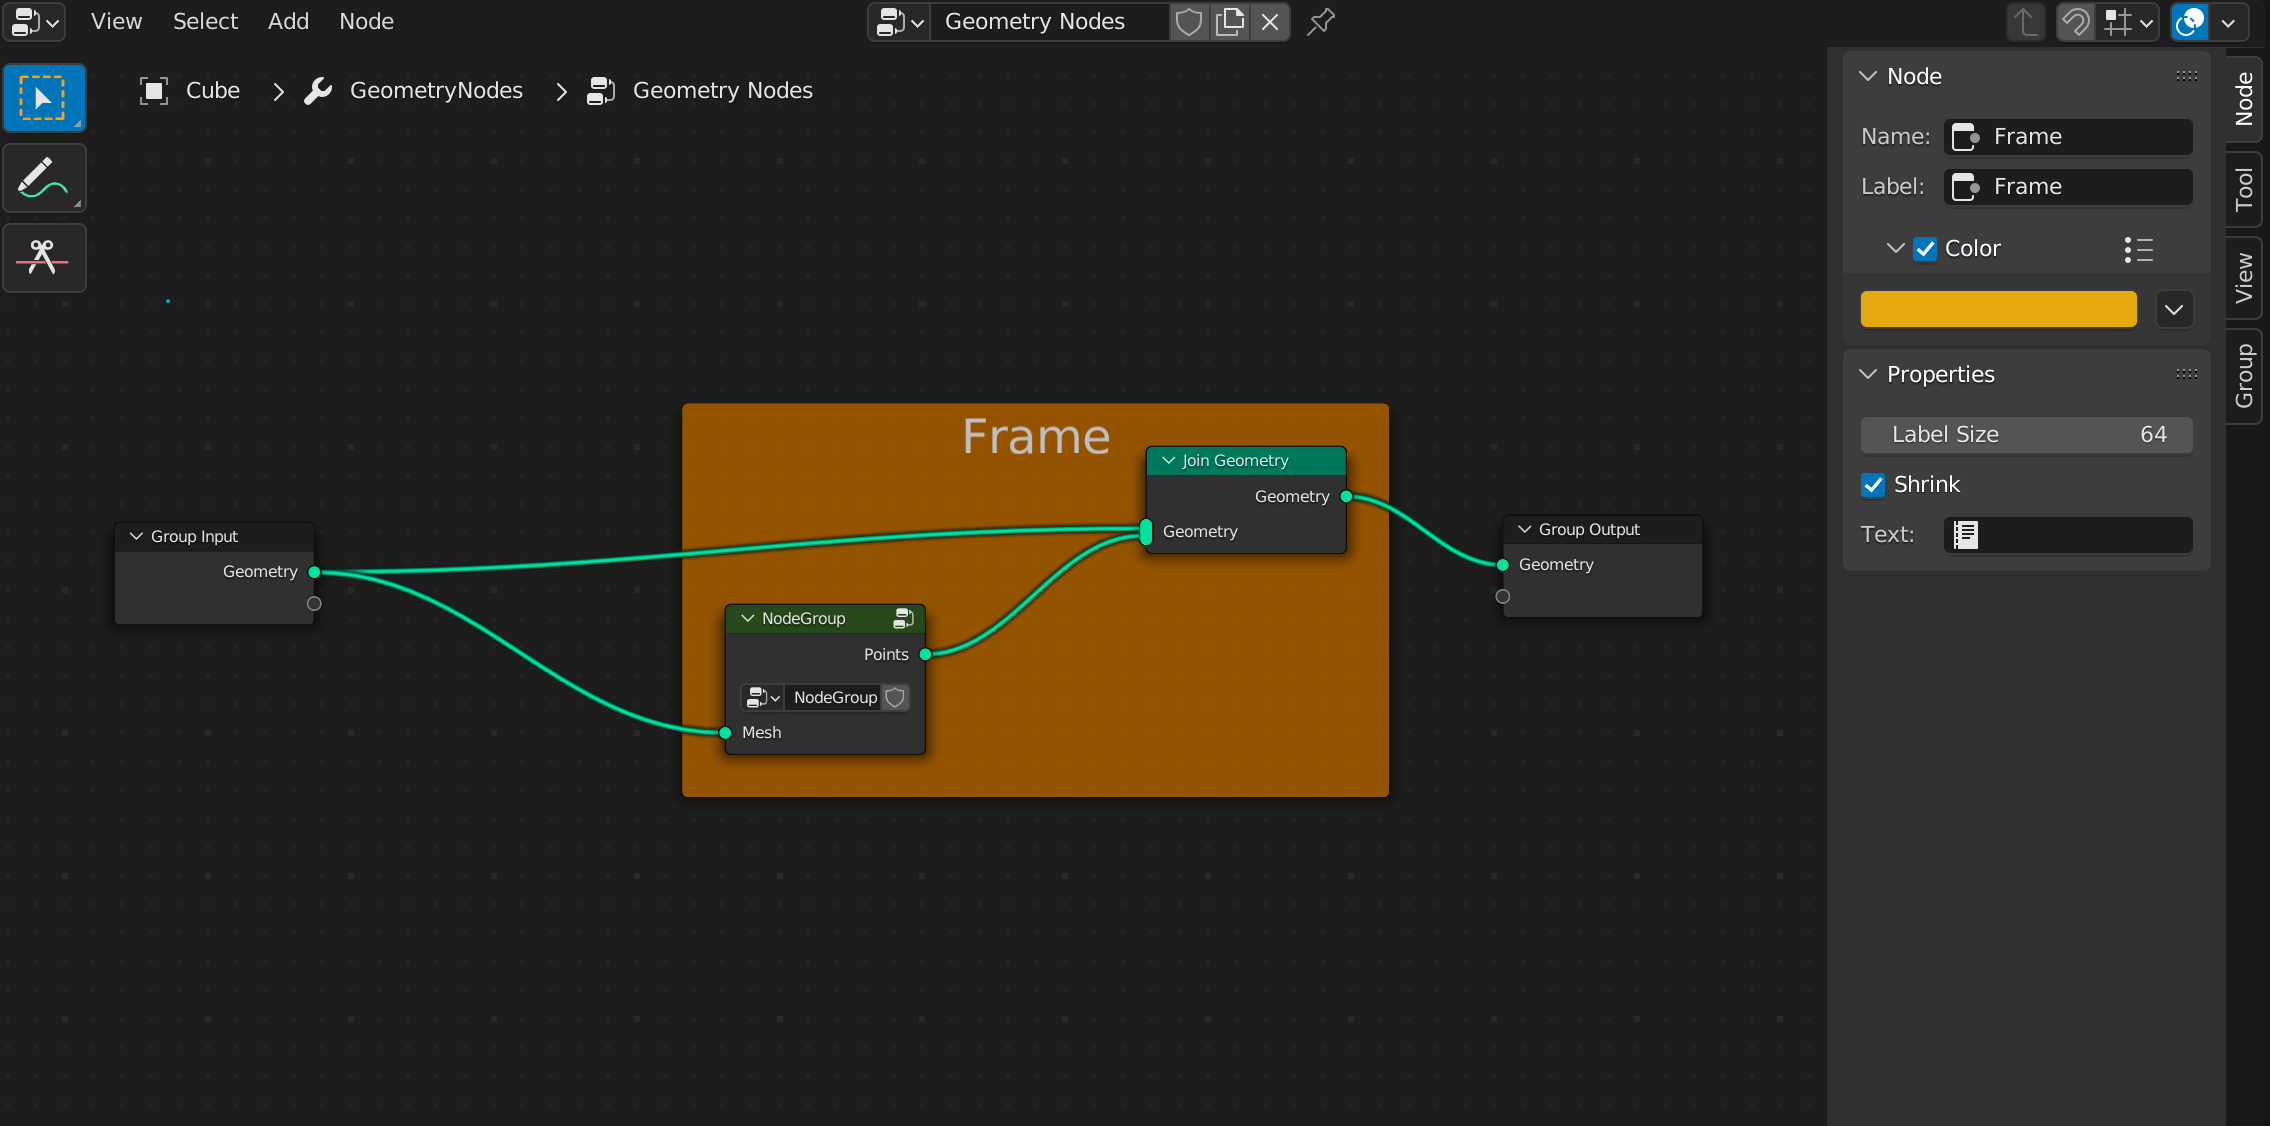 View Select Add Node
Geometry Nodes
Cube GeometryNodes Geometry Nodes
Frame
Join Geometry
Geometry
Geometry
Group Input
Geometry
NodeGroup
Points
NodeGroup
Mesh
Group Output
Geometry
Node
Name: Frame
Label: Frame
Color
Properties
Label Size 64
Shrink
Text:
Node
Tool
View
Group